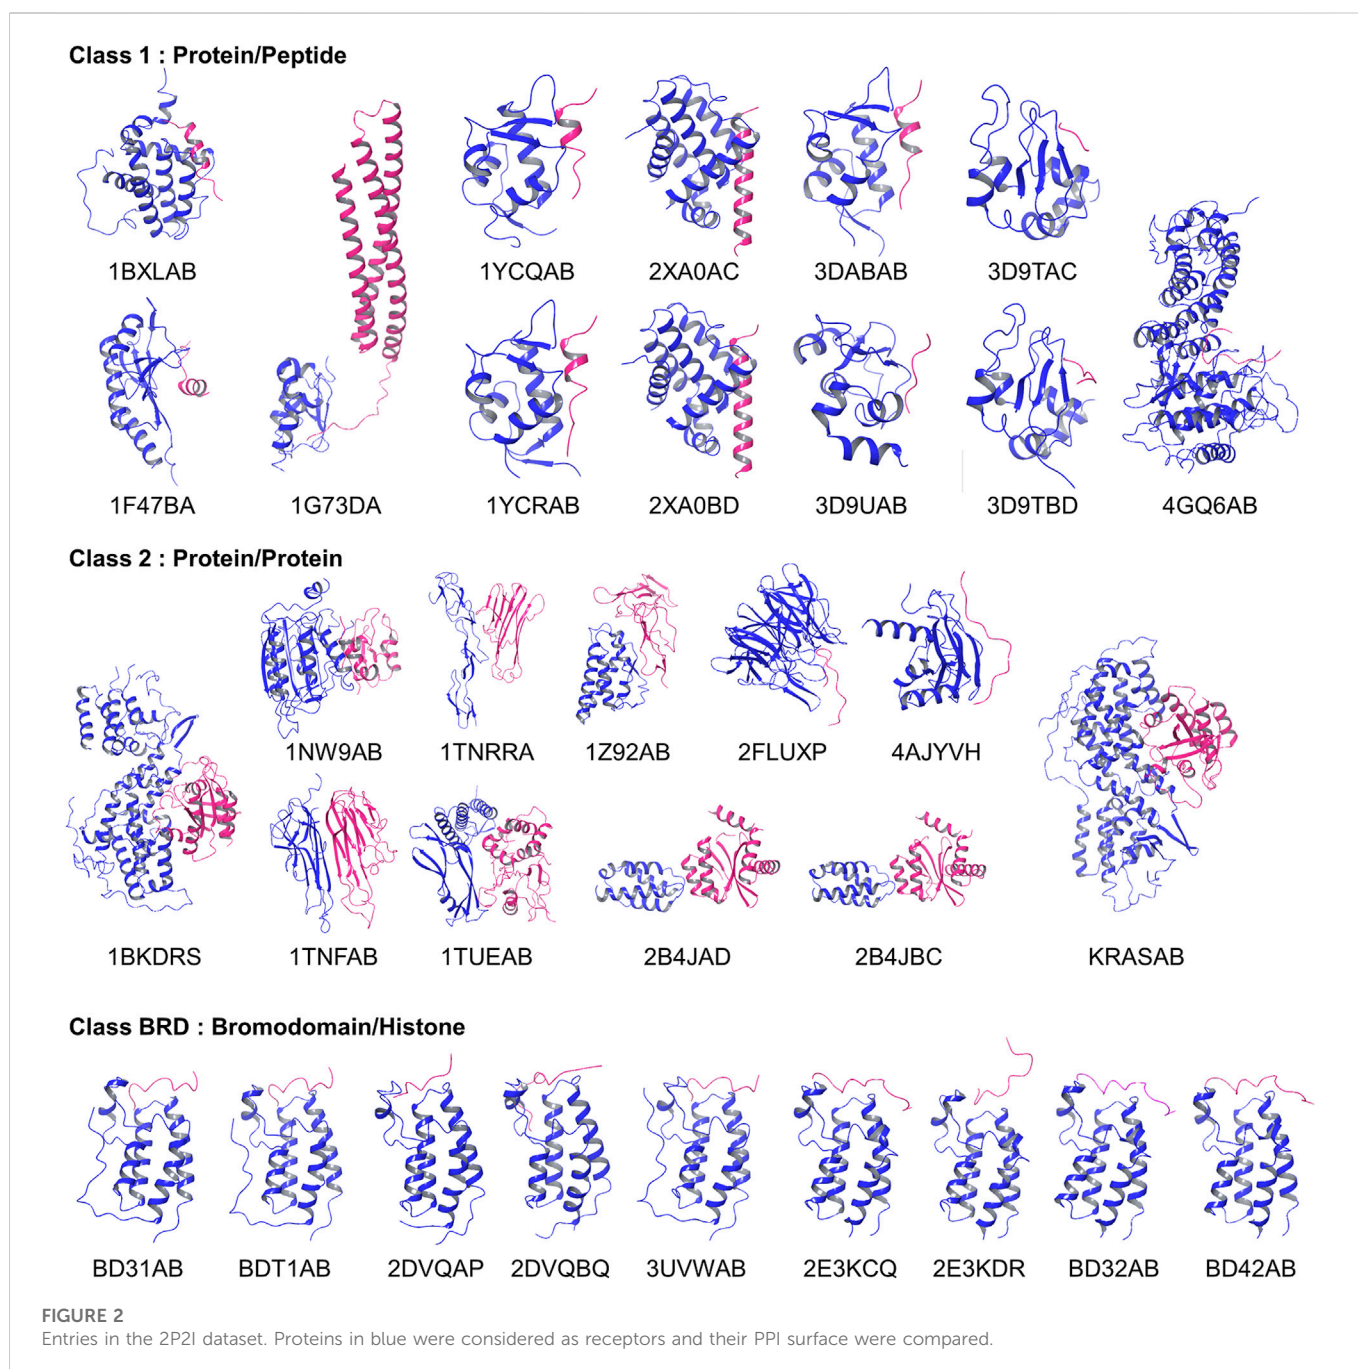 Class 1 : Protein/Peptide
1BXLAB
1YCQAB
2XA0AC
3DABAB
3D9TAC
1F47BA
1G73DA
1YCRAB
2XA0BD
3D9UAB
3D9TBD
4GQ6AB
Class 2 : Protein/Protein
1NW9AB
1TNRRA
1Z92AB
2FLUXP
4AJYVH
1BKDRS
1TNFAB
1TUEAB
2B4JAD
2B4JBC
KRASAB
Class BRD : Bromodomain/Histone
BD31AB
BDT1AB
2DVQAP
2DVQBQ
3UVWAB
2E3KCQ
2E3KDR
BD32AB
BD42AB
FIGURE 2
Entries in the 2P2I dataset. Proteins in blue were considered as receptors and their PPI surface were compared.